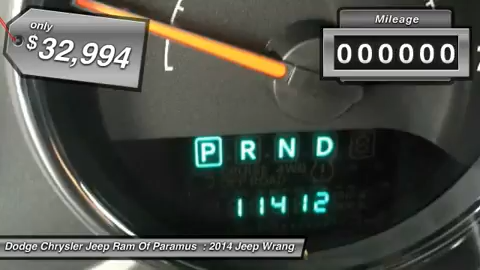 only
$32,994
Mileage
000000
P R N D
11412
Dodge Chrysler Jeep Ram Of Paramus : 2014 Jeep Wrang